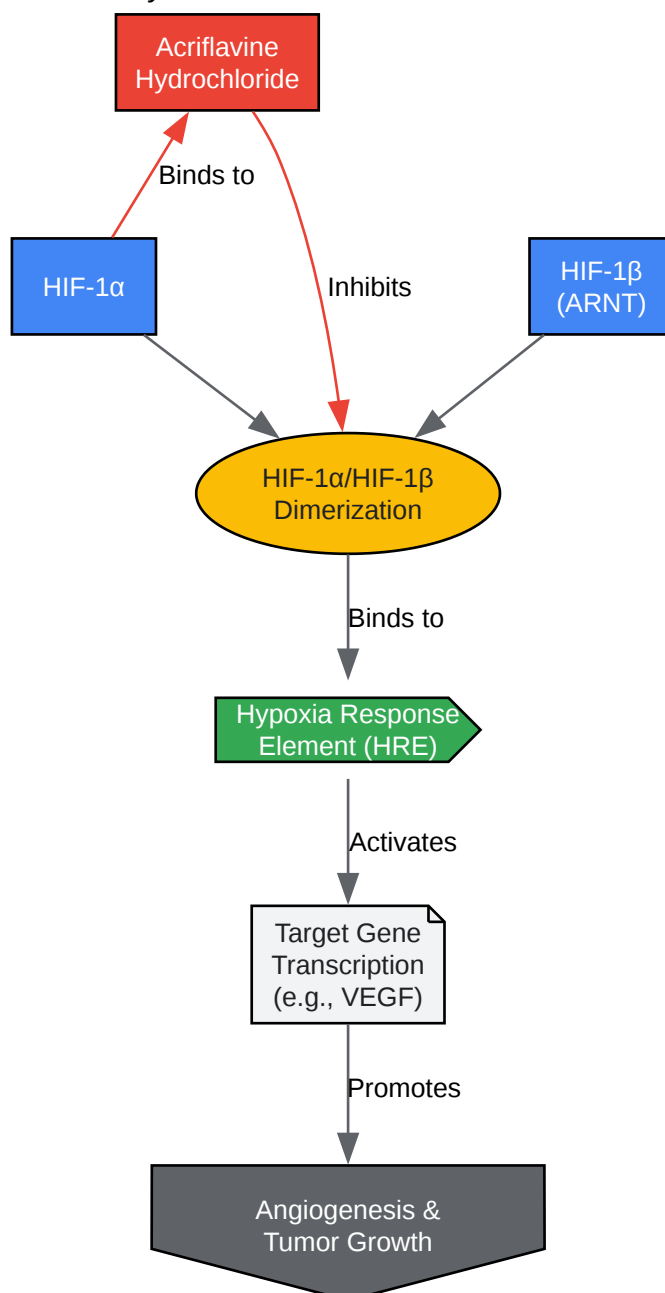 Acriflavine
Hydrochloride
Binds to
HIF-1α
Inhibits
HIF-1β
(ARNT)
HIF-1α/HIF-1β
Dimerization
Binds to
Hypoxia Response
Element (HRE)
Activates
Target Gene
Transcription
(e.g., VEGF)
Promotes
Angiogenesis &
Tumor Growth